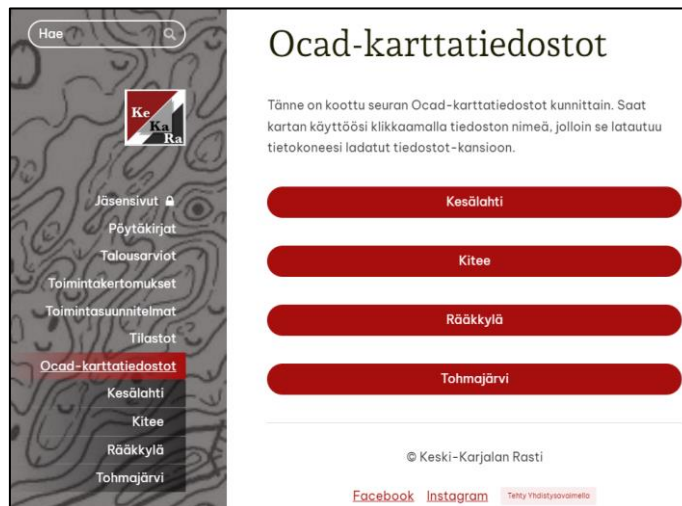 Hae
Ke
Ka
Ra
Jäsensivut
Pöytäkirjat
Talousarviot
Toimintakertomukset
Toimintasuunnitelmat
Tilastot
Ocad-karttatiedostot
Kesälahti
Kitee
Rääkkylä
Tohmajärvi
Ocad-karttatiedostot
Tänne on koottu seuran Ocad-karttatiedostot kunnittain. Saat
kartan käyttöösi klikkaamalla tiedoston nimeä, jolloin se latautuu
tietokoneesi ladatut tiedostot-kansioon.
Kesälahti
Kitee
Rääkkylä
Tohmajärvi
© Keski-Karjalan Rasti
Facebook Instagram Tehty Yhdistysavaimella